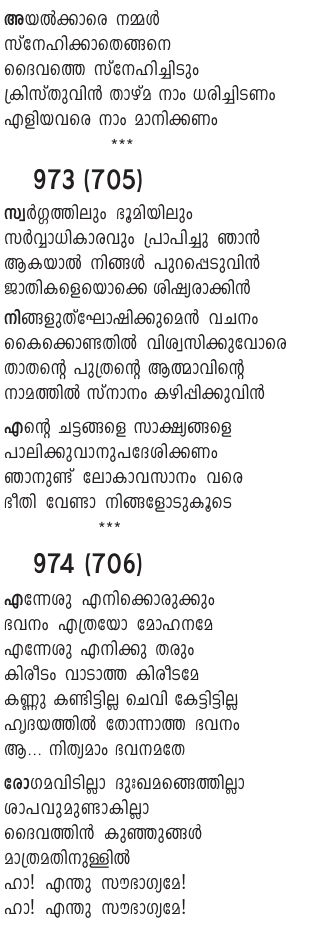 അയൽക്കാരെ നമ്മൾ
സ്നേഹിക്കാതെങ്ങനെ
ദൈവത്തെ സ്നേഹിച്ചിടും
ക്രിസ്തുവിൻ താഴ്മ നാം ധരിച്ചിടണം
എളിയവരെ നാം മാനിക്കണം
***
973 (705)
സ്വർഗ്ഗത്തിലും ഭൂമിയിലും
സർവ്വാധികാരവും പ്രാപിച്ചു ഞാൻ
ആകയാൽ നിങ്ങൾ പുറപ്പെടുവിൻ
ജാതികളെയൊക്കെ ശിഷ്യരാക്കിൻ
നിങ്ങളുത്ഘോഷിക്കുമെൻ വചനം
കൈക്കൊണ്ടതിൽ വിശ്വസിക്കുവോരെ
താതന്റെ പുത്രന്റെ ആത്മാവിന്റെ
നാമത്തിൽ സ്നാനം കഴിപ്പിക്കുവിൻ
എന്റെ ചട്ടങ്ങളെ സാക്ഷ്യങ്ങളെ
പാലിക്കുവാനുപദേശിക്കണം
ഞാനുണ്ട് ലോകാവസാനം വരെ
ഭീതി വേണ്ടാ നിങ്ങളോടുകൂടെ
***
974 (706)
എന്നേശു എനിക്കൊരുക്കും
ഭവനം എത്രയോ മോഹനമേ
എന്നേശു എനിക്കു തരും
കിരീടം വാടാത്ത കിരീടമേ
കണ്ണു കണ്ടിട്ടില്ല ചെവി കേട്ടിട്ടില്ല
ഹൃദയത്തിൽ തോന്നാത്ത ഭവനം
ആ... നിത്യമാം ഭവനമതേ
രോഗമവിടില്ലാ ദുഃഖമങ്ങെത്തില്ലാ
ശാപവുമുണ്ടാകില്ലാ
ദൈവത്തിൻ കുഞ്ഞുങ്ങൾ
മാത്രമതിനുള്ളിൽ
ഹാ! എന്തു സൗഭാഗ്യമേ!
ഹാ! എന്തു സൗഭാഗ്യമേ!